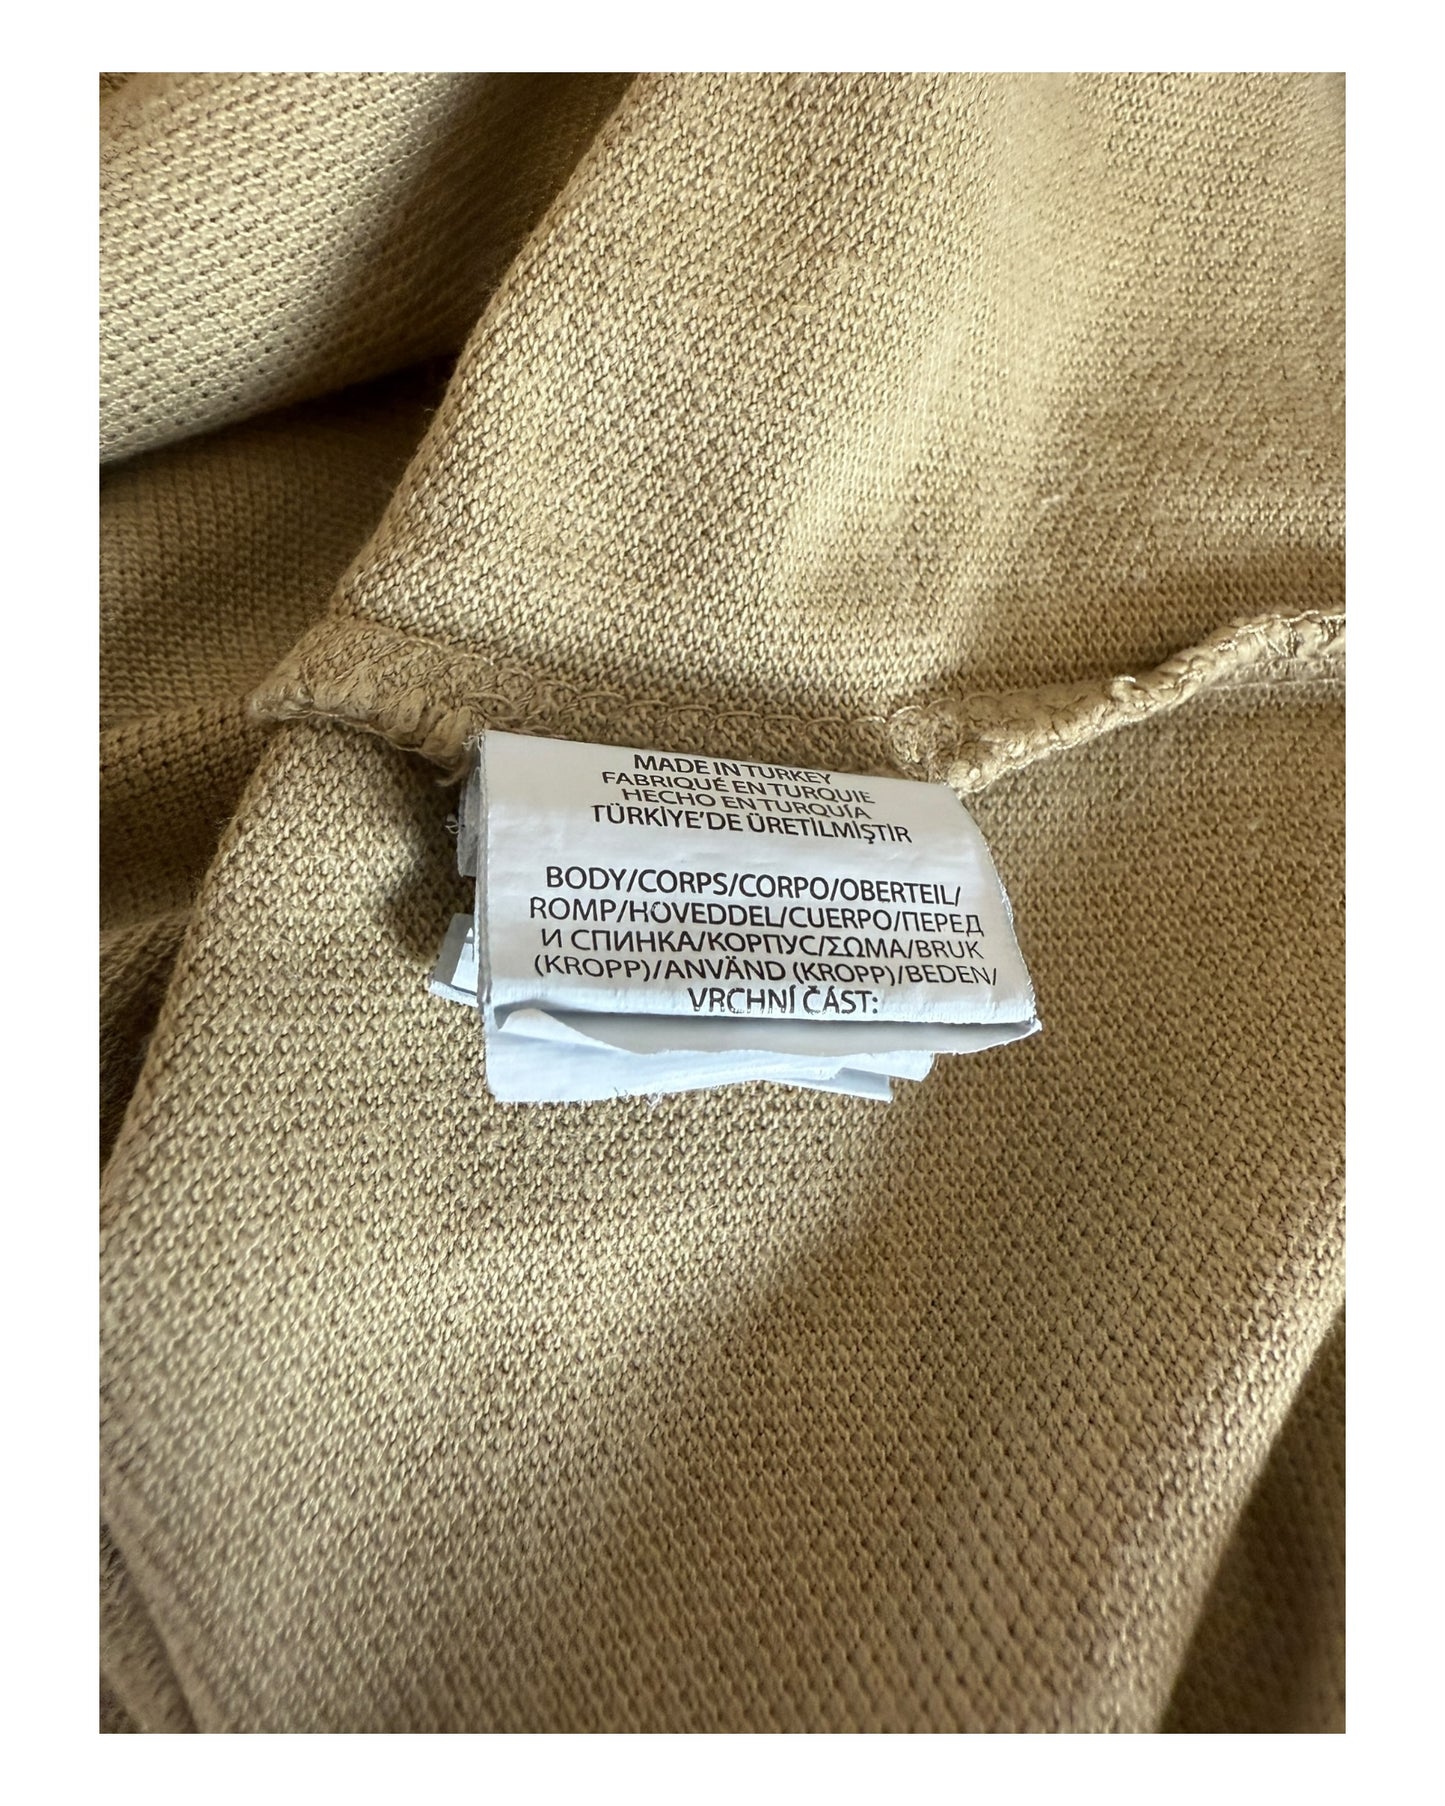 MADE IN TURKEY
FABRIQUÉ EN TURQUIE
HECHO EN TURQUÍA
TÜRKİYE'DE ÜRETİLMİŞTİR
BODY/CORPS/CORPO/OBERTEIL/
ROMP/HOVEDDEL/CUERPO/ПЕРЕД
И СПИНКА/КОРПУС/ΣΩΜΑ/BRUK
(KROPP)/ANVÄND (KROPP)/BEDEN/
VRCHNÍ ČÁST: